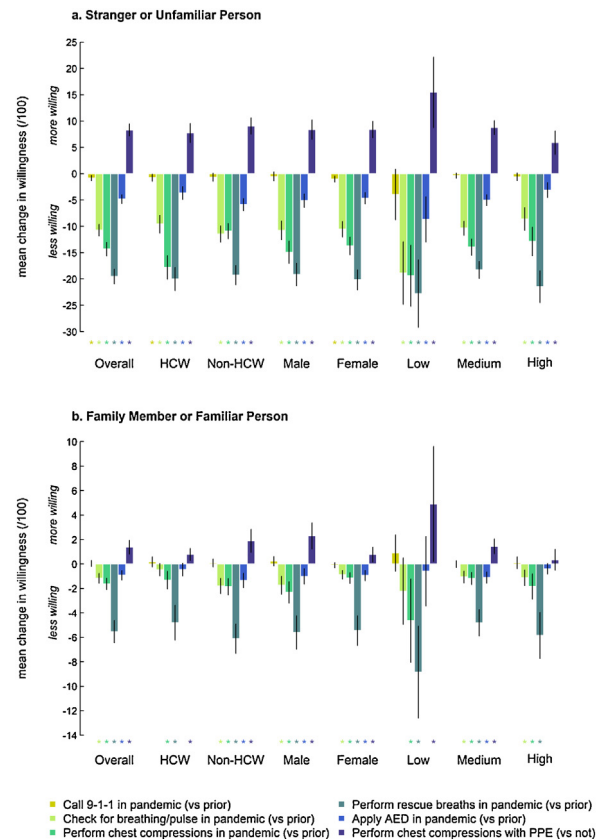 a. Stranger or Unfamiliar Person
mean change in willingness (/100)
more willing
less willing
25
20
15
10
5
0
-5
-10
-15
-20
-25
-30
* * * * * *
* * * * * *
* * * * *
* * * * *
* * * * * *
* * * * *
* * * * *
* * * * *
Overall HCW Non-HCW Male Female Low Medium High
b. Family Member or Familiar Person
mean change in willingness (/100)
more willing
less willing
10
8
6
4
2
0
-2
-4
-6
-8
-10
-12
-14
* * * * *
* * *
* * * * *
* * * * *
* * * * *
* * *
* * * * *
* * *
Overall HCW Non-HCW Male Female Low Medium High
Call 9-1-1 in pandemic (vs prior)
Check for breathing/pulse in pandemic (vs prior)
Perform chest compressions in pandemic (vs prior)
Perform rescue breaths in pandemic (vs prior)
Apply AED in pandemic (vs prior)
Perform chest compressions with PPE (vs not)